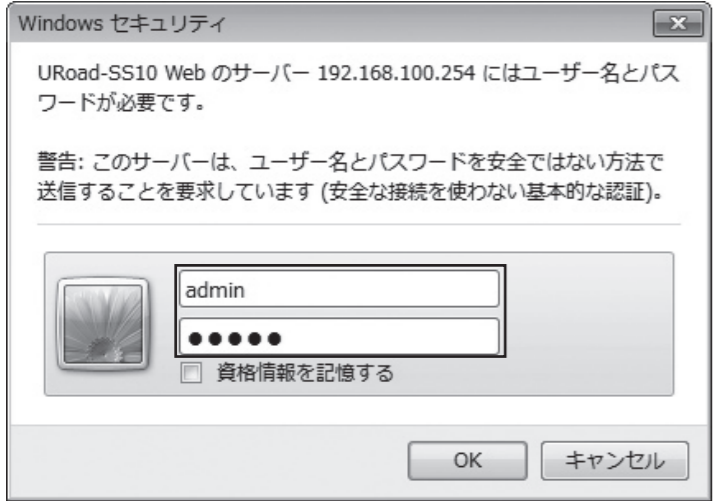 Windows セキュリティ
URoad-SS10 Web のサーバー 192.168.100.254 にはユーザー名とパス
ワードが必要です。
警告: このサーバーは、ユーザー名とパスワードを安全ではない方法で
送信することを要求しています (安全な接続を使わない基本的な認証)。
admin
●●●●●
資格情報を記憶する
OK
キャンセル